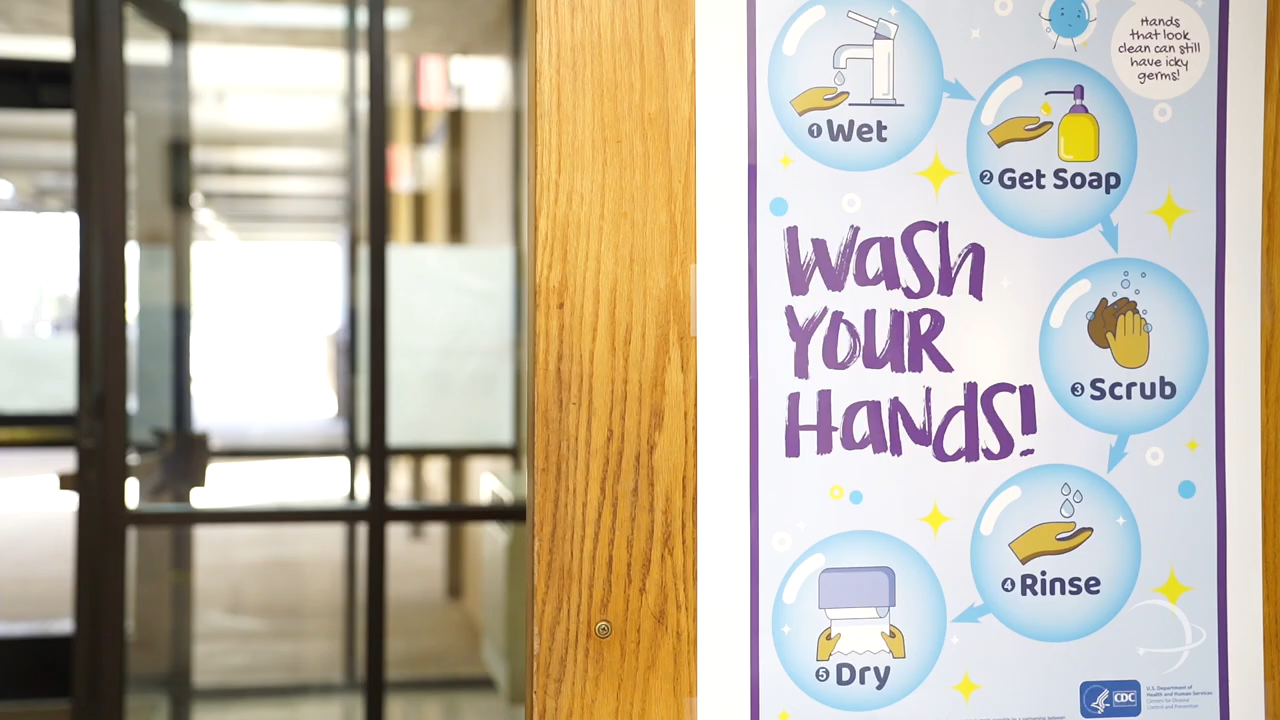 Hands
that look
clean can still
have icky
germs!
1 Wet
2 Get Soap
Wash
Your
Hands!
3 Scrub
4 Rinse
5 Dry
CDC
U.S. Department of
Health and Human Services
Centers for Disease
Control and Prevention